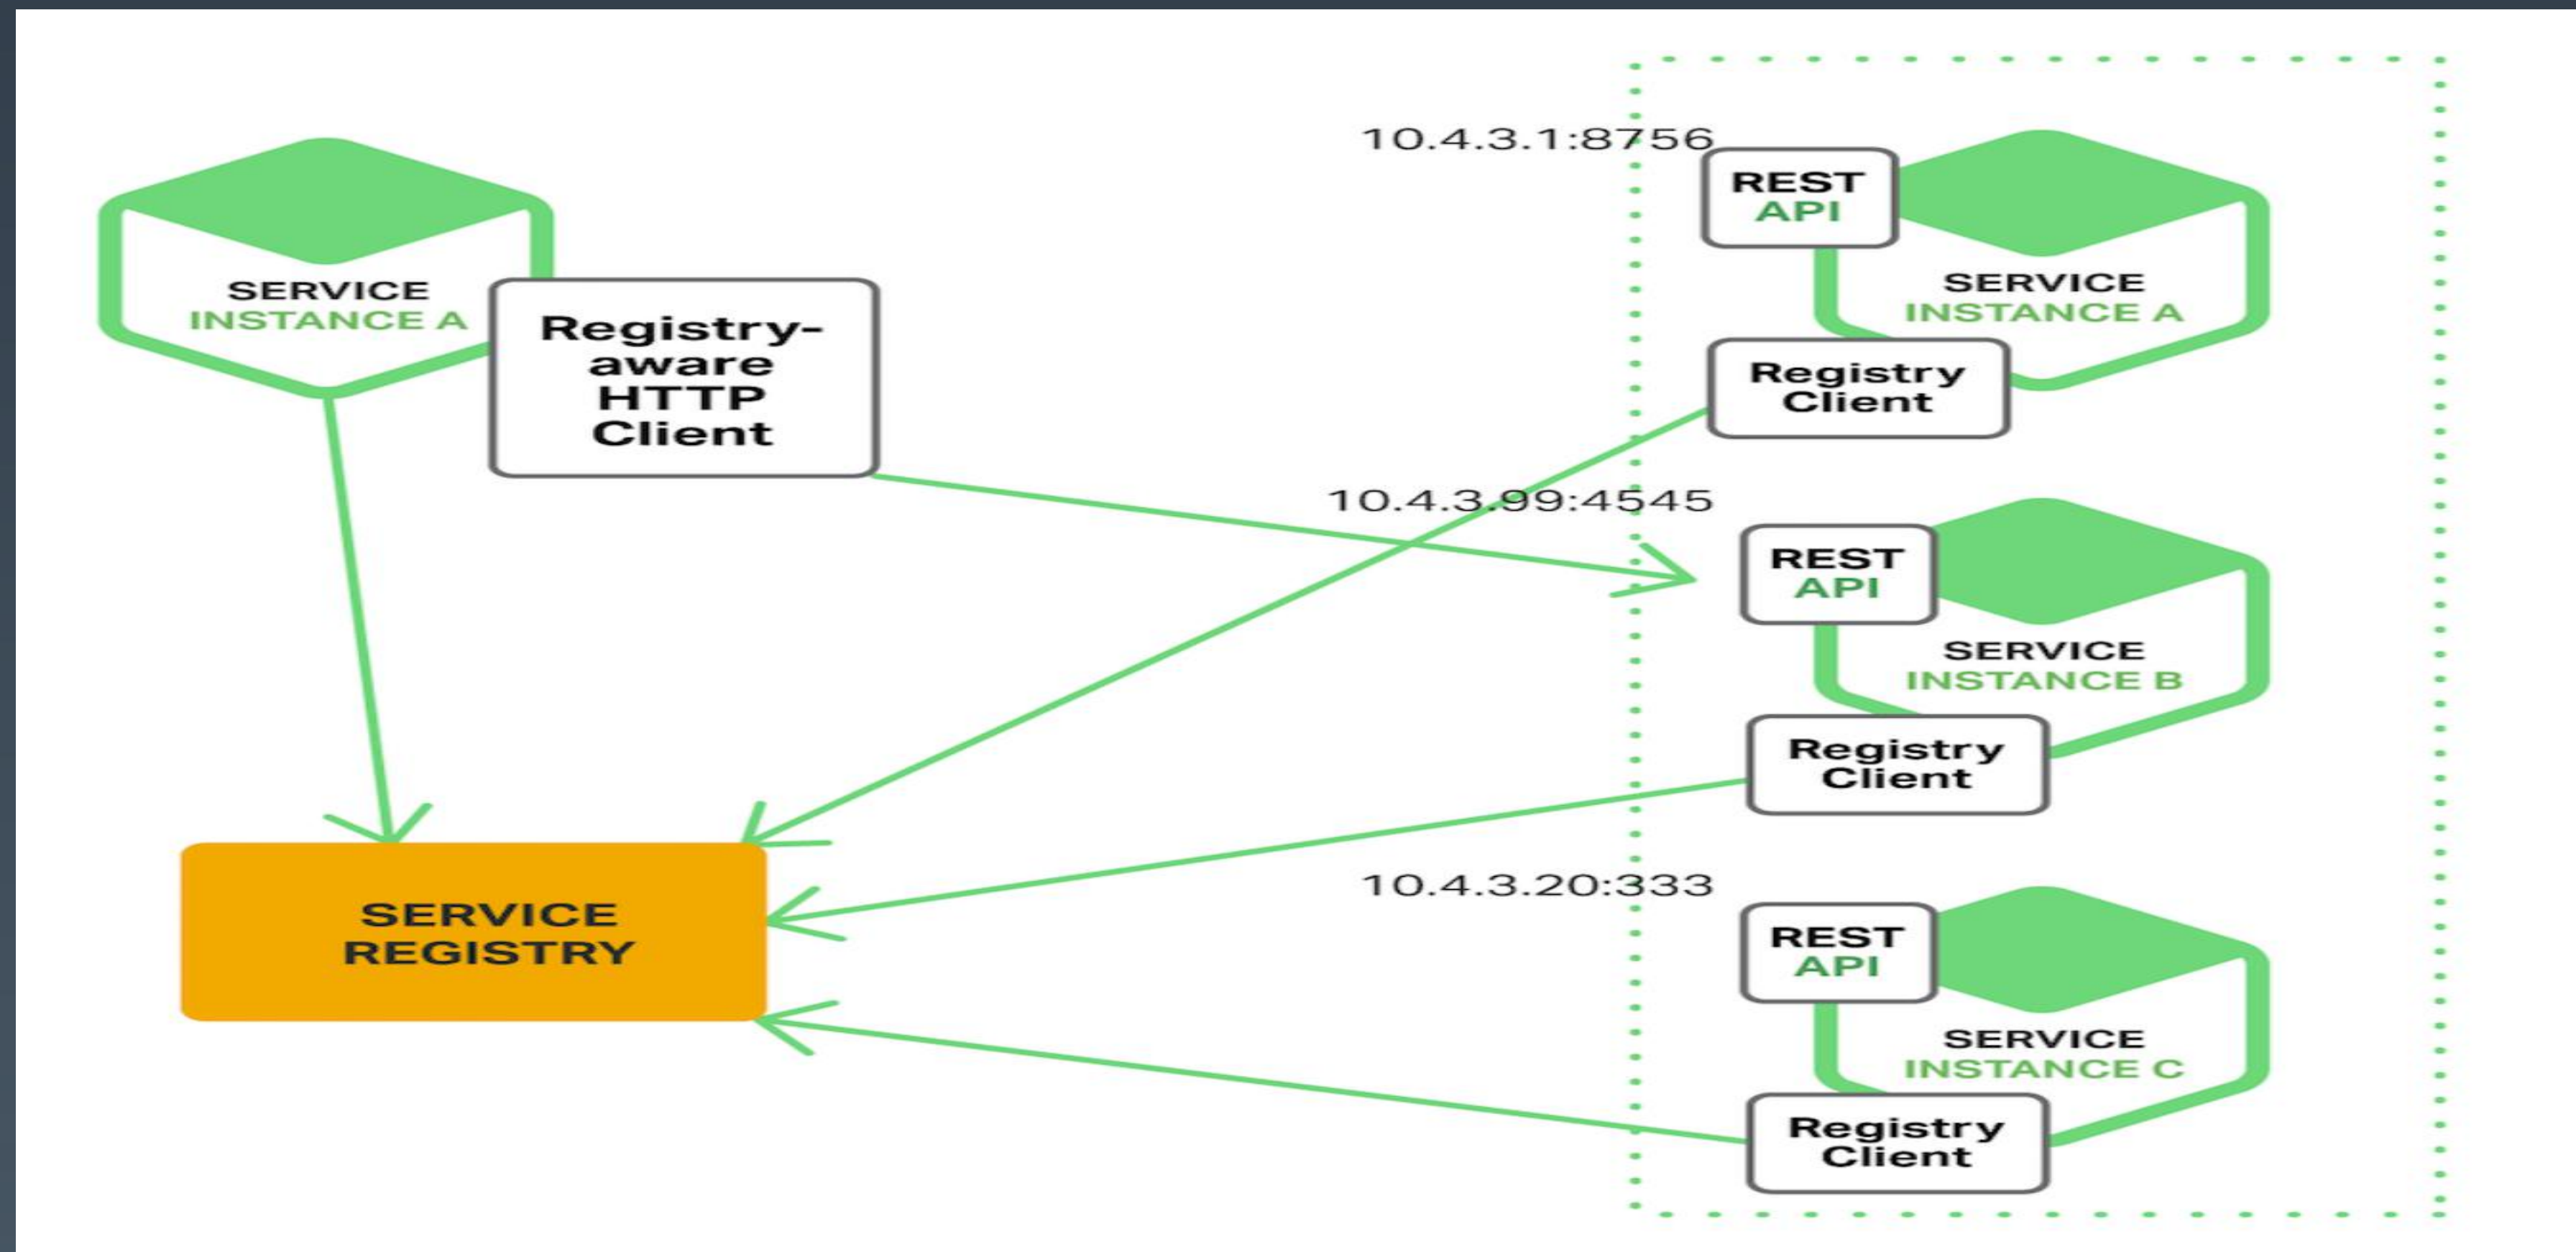 SERVICE
INSTANCE A
Registry-
aware
HTTP
Client
SERVICE
REGISTRY
10.4.3.1:8756
REST
API
SERVICE
INSTANCE A
Registry
Client
10.4.3.99:4545
REST
API
SERVICE
INSTANCE B
Registry
Client
10.4.3.20:333
REST
API
SERVICE
INSTANCE C
Registry
Client